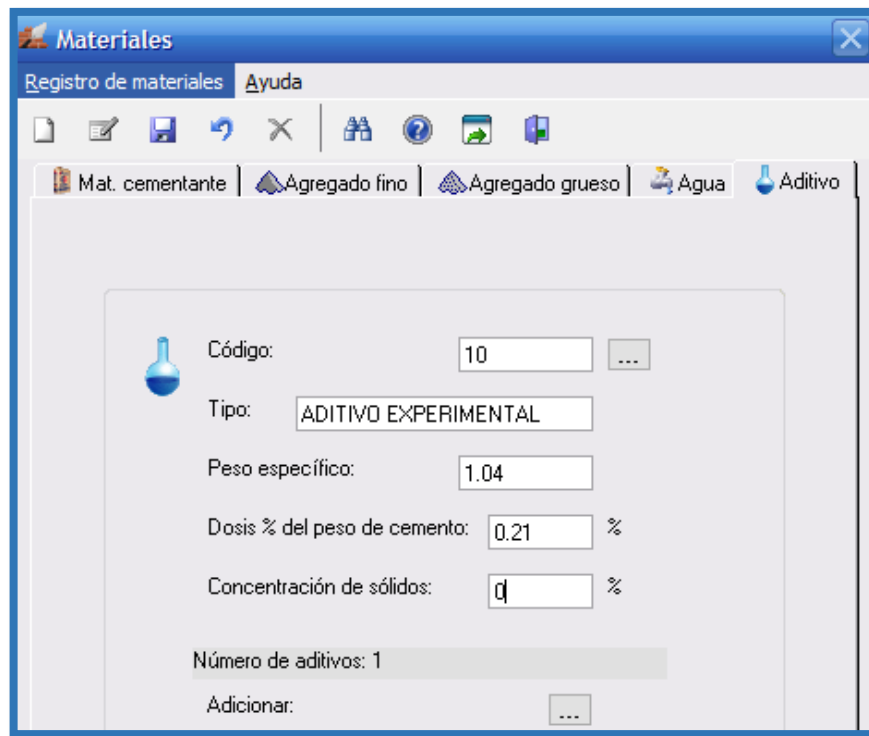 Materiales
Registro de materiales Ayuda
Mat. cementante Agregado fino Agregado grueso Agua Aditivo
Código: 10 ...
Tipo: ADITIVO EXPERIMENTAL
Peso específico: 1.04
Dosis % del peso de cemento: 0.21 %
Concentración de sólidos: 0 %
Número de aditivos: 1
Adicionar: ...